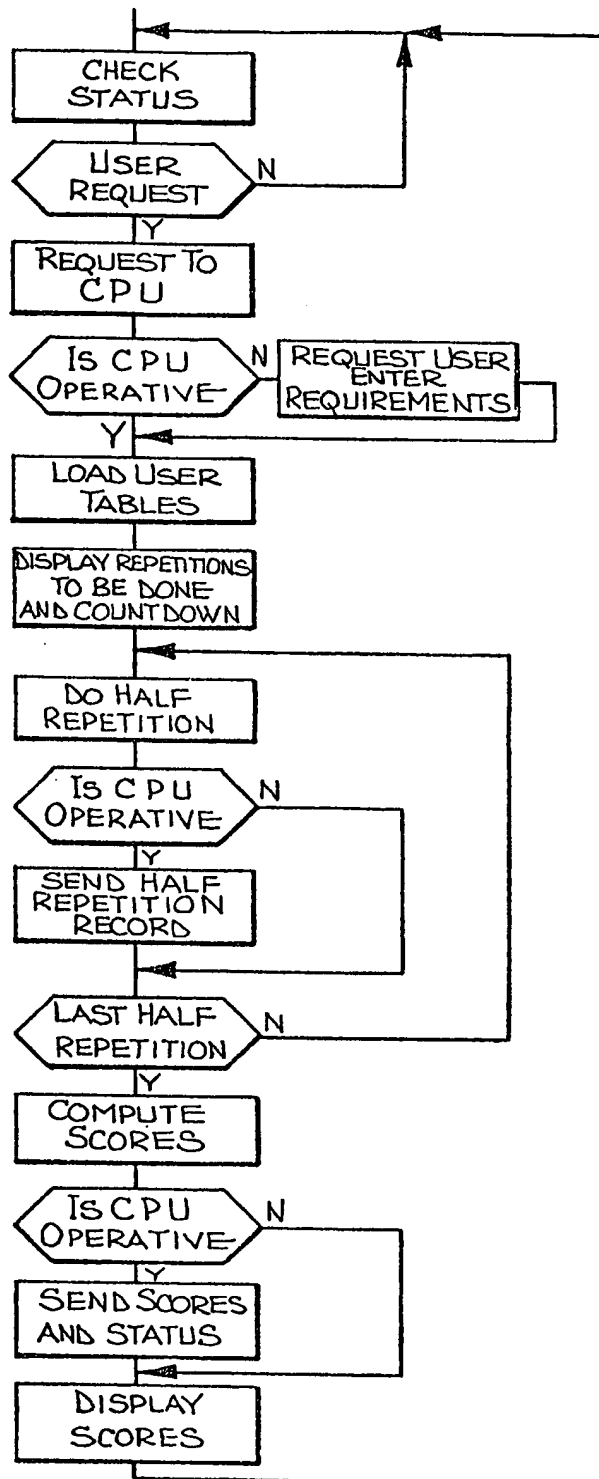 CHECK
STATUS
USER
REQUEST
N
Y
REQUEST TO
CPU
IS CPU
OPERATIVE
N
REQUEST USER
ENTER
REQUIREMENTS
Y
LOAD USER
TABLES
DISPLAY REPETITIONS
TO BE DONE
AND COUNTDOWN
DO HALF
REPETITION
IS CPU
OPERATIVE
N
Y
SEND HALF
REPETITION
RECORD
LAST HALF
REPETITION
N
Y
COMPUTE
SCORES
IS CPU
OPERATIVE
N
Y
SEND SCORES
AND STATUS
DISPLAY
SCORES